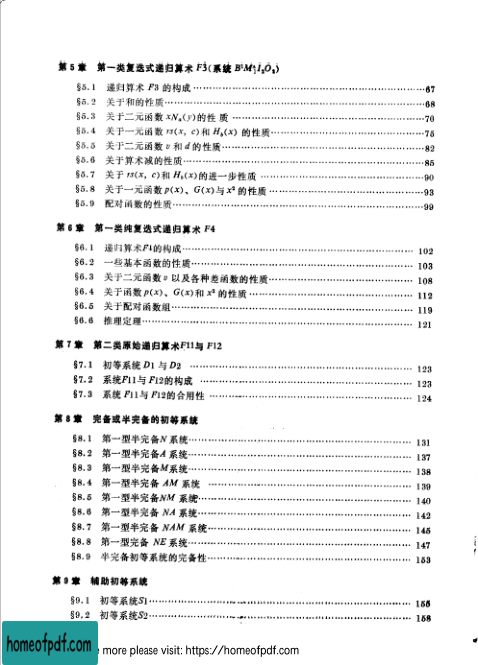 第5章 第一类复迭式递归算术 F3(系统
§5.1 递归算术 F3 的构成……67
§5.2 关于和的性质……68
§5.3 关于二元函数 xNₐ(y)的性质……70
§5.4 关于一元函数 rs(x, c)和 Hᵦ(x) 的性质……75
§5.5 关于二元函数 v 和 d 的性质……82
§5.6 关于算术减的性质……85
§5.7 关于 rs(x, c)和 Hᵦ(x)的进一步性质……90
§5.8 关于一元函数 p(x)、G(x)与 x² 的性质……93
§5.9 配对函数的性质……99
第6章 第一类纯复迭式递归算术 F4
§6.1 递归算术F4的构成……102
§6.2 一些基本函数的性质……103
§6.3 关于二元函数 v 以及各种差函数的性质……108
§6.4 关于函数 p(x)、G(x)和 x² 的性质……112
§6.5 关于配对函数组……119
§6.6 推理定理……121
第7章 第二类原始递归算术F11与 F12
§7.1 初等系统 D1 与 D2 ……123
§7.2 系统F11与 F12的构成 ……123
§7.3 系统 F11与 F12的合用性……124
第8章 完备或半完备的初等系统
§8.1 第一型半完备N 系统……131
§8.2 第一型半完备A 系统……137
§8.3 第一型半完备M系统……138
§8.4 第一型半完备 AM 系统 ……139
§8.5 第一型半完备NM 系统……140
§8.6 第一型半完备 NA 系统……142
§8.7 第一型半完备 NAM 系统……145
§8.8 第一型完备 NE 系统……147
§8.9 半完备初等系统的完备性……153
第9章 辅助初等系统
§9.1 初等系统S1……155
§9.2 初等系统S2……158
homeofpdf.com
more please visit: https://homeofpdf.com